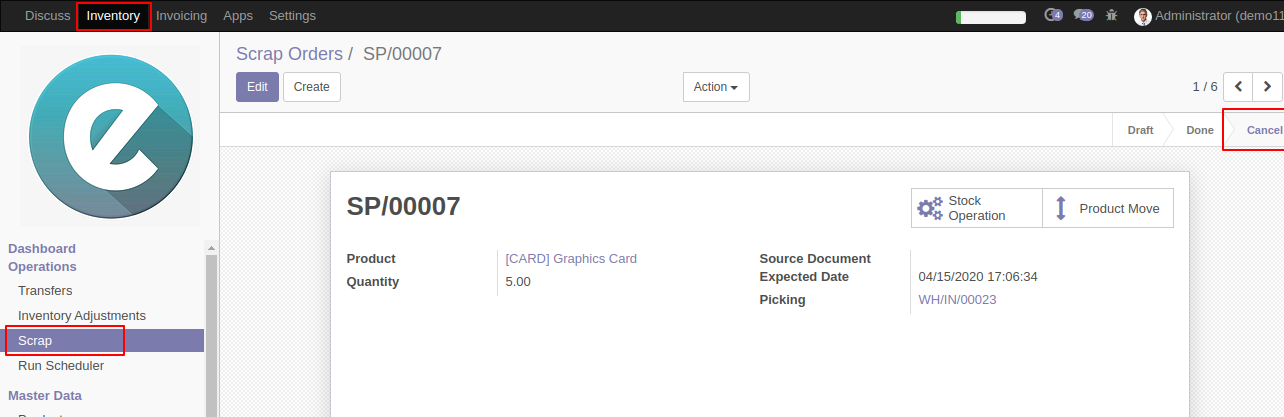 Discuss Inventory Invoicing Apps Settings 4 20 Administrator (demo11
Scrap Orders / SP/00007
Edit Create Action 1 / 6
Draft Done Cancel
SP/00007
Stock Operation
Product Move
Product [CARD] Graphics Card
Quantity 5.00
Source Document
Expected Date 04/15/2020 17:06:34
Picking WH/IN/00023
Dashboard
Operations
Transfers
Inventory Adjustments
Scrap
Run Scheduler
Master Data